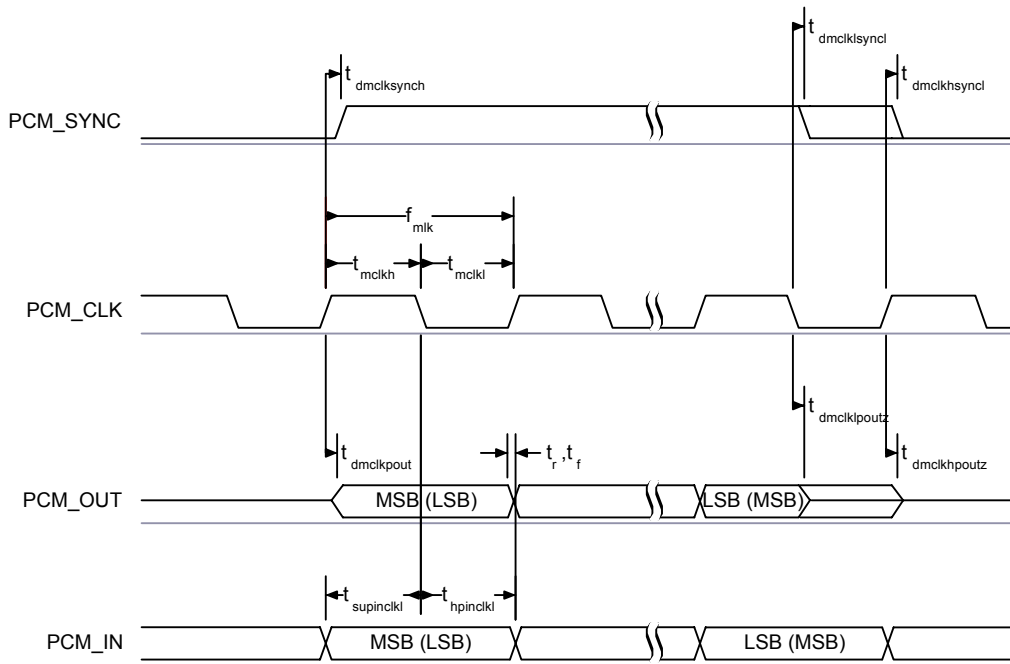 t dmclklsyncl
t dmclksynch
t dmclkhsyncl
PCM_SYNC
f mlk
t mclkh
t mclkl
PCM_CLK
t dmclklpoutz
t dmclkpout
t r ,t f
t dmclkhpoutz
PCM_OUT
MSB (LSB)
LSB (MSB)
t supinclkl
t hpinclkl
PCM_IN
MSB (LSB)
LSB (MSB)